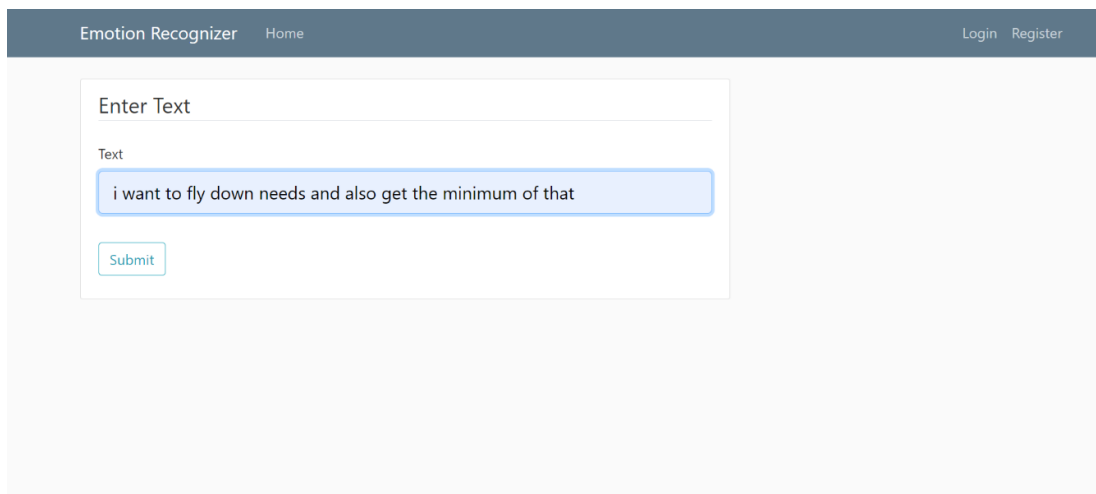 Emotion Recognizer Home Login Register
Enter Text
Text
i want to fly down needs and also get the minimum of that
Submit